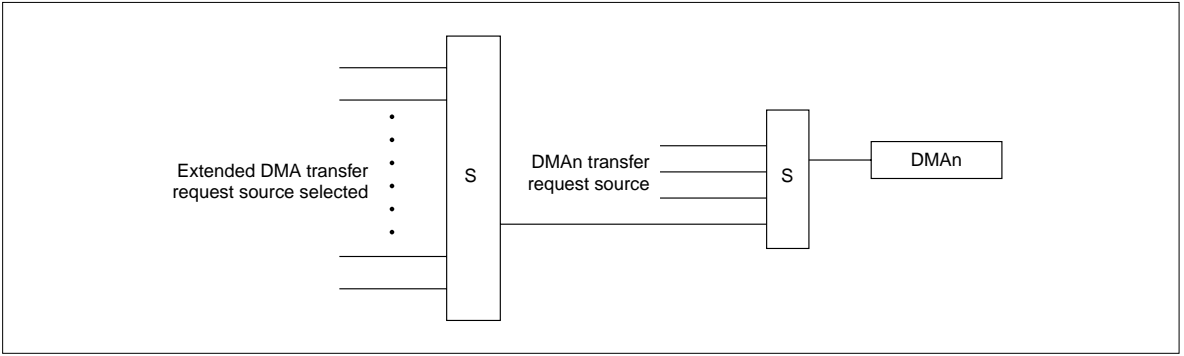 Extended DMA transfer
request source selected
S
DMAn transfer
request source
S
DMAn